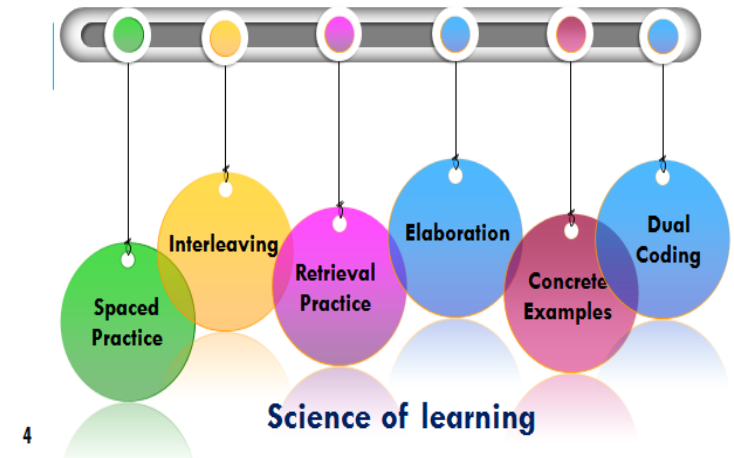 Spaced
Practice
Interleaving
Retrieval
Practice
Elaboration
Concrete
Examples
Dual
Coding
Science of learning
4